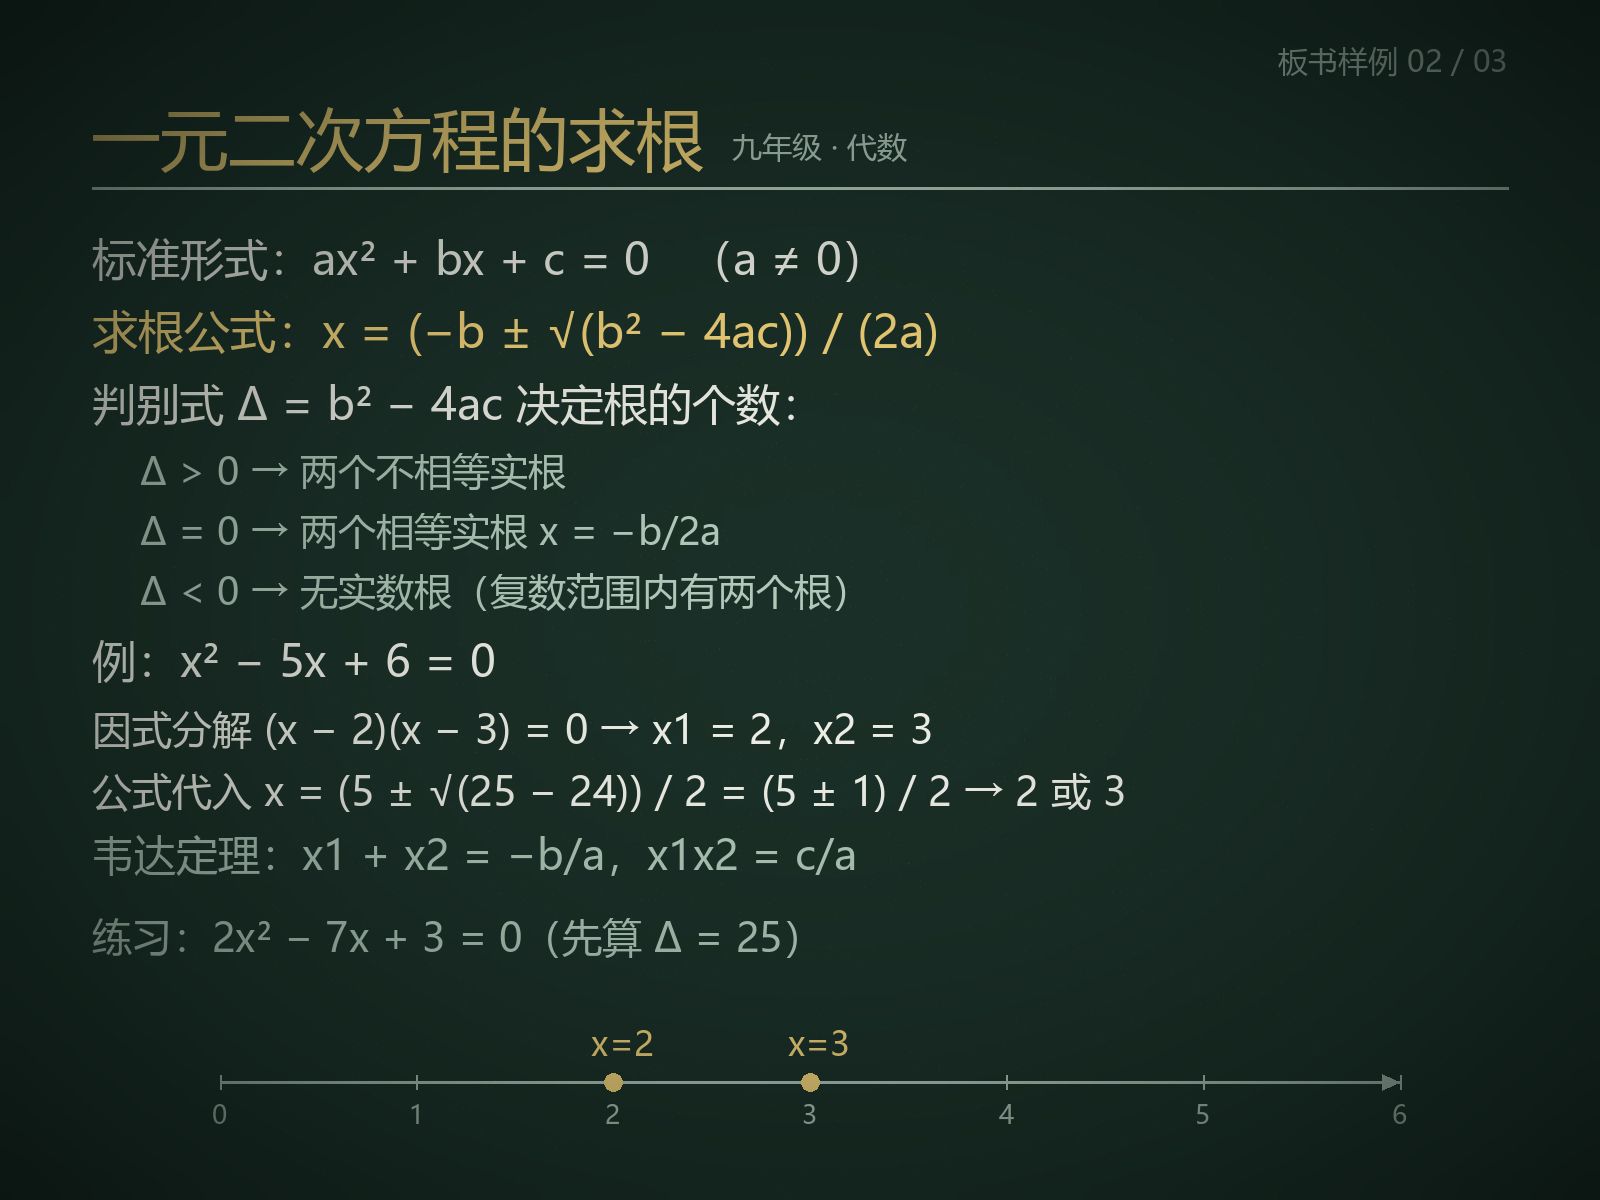 板书样例 02 / 03
一元二次方程的求根 九年级 · 代数
标准形式：ax² + bx + c = 0 （a ≠ 0）
求根公式：x = (−b ± √(b² − 4ac)) / (2a)
判别式 Δ = b² − 4ac 决定根的个数：
Δ > 0 → 两个不相等实根
Δ = 0 → 两个相等实根 x = −b/2a
Δ < 0 → 无实数根（复数范围内有两个根）
例：x² − 5x + 6 = 0
因式分解 (x − 2)(x − 3) = 0 → x1 = 2，x2 = 3
公式代入 x = (5 ± √(25 − 24)) / 2 = (5 ± 1) / 2 → 2 或 3
韦达定理：x1 + x2 = −b/a，x1x2 = c/a
练习：2x² − 7x + 3 = 0（先算 Δ = 25）
x=2 x=3
0 1 2 3 4 5 6